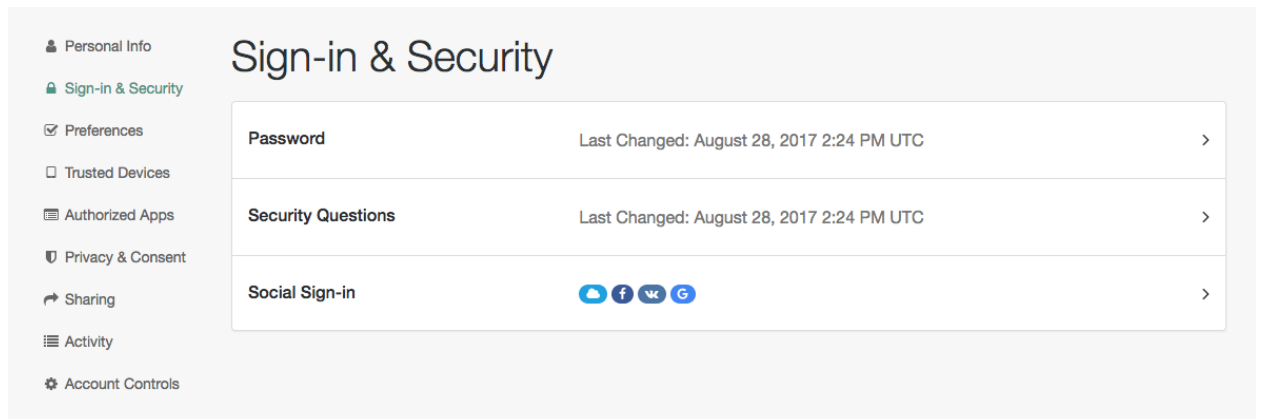 Personal Info
Sign-in & Security
Preferences
Trusted Devices
Authorized Apps
Privacy & Consent
Sharing
Activity
Account Controls
Sign-in & Security
Password Last Changed: August 28, 2017 2:24 PM UTC
Security Questions Last Changed: August 28, 2017 2:24 PM UTC
Social Sign-in